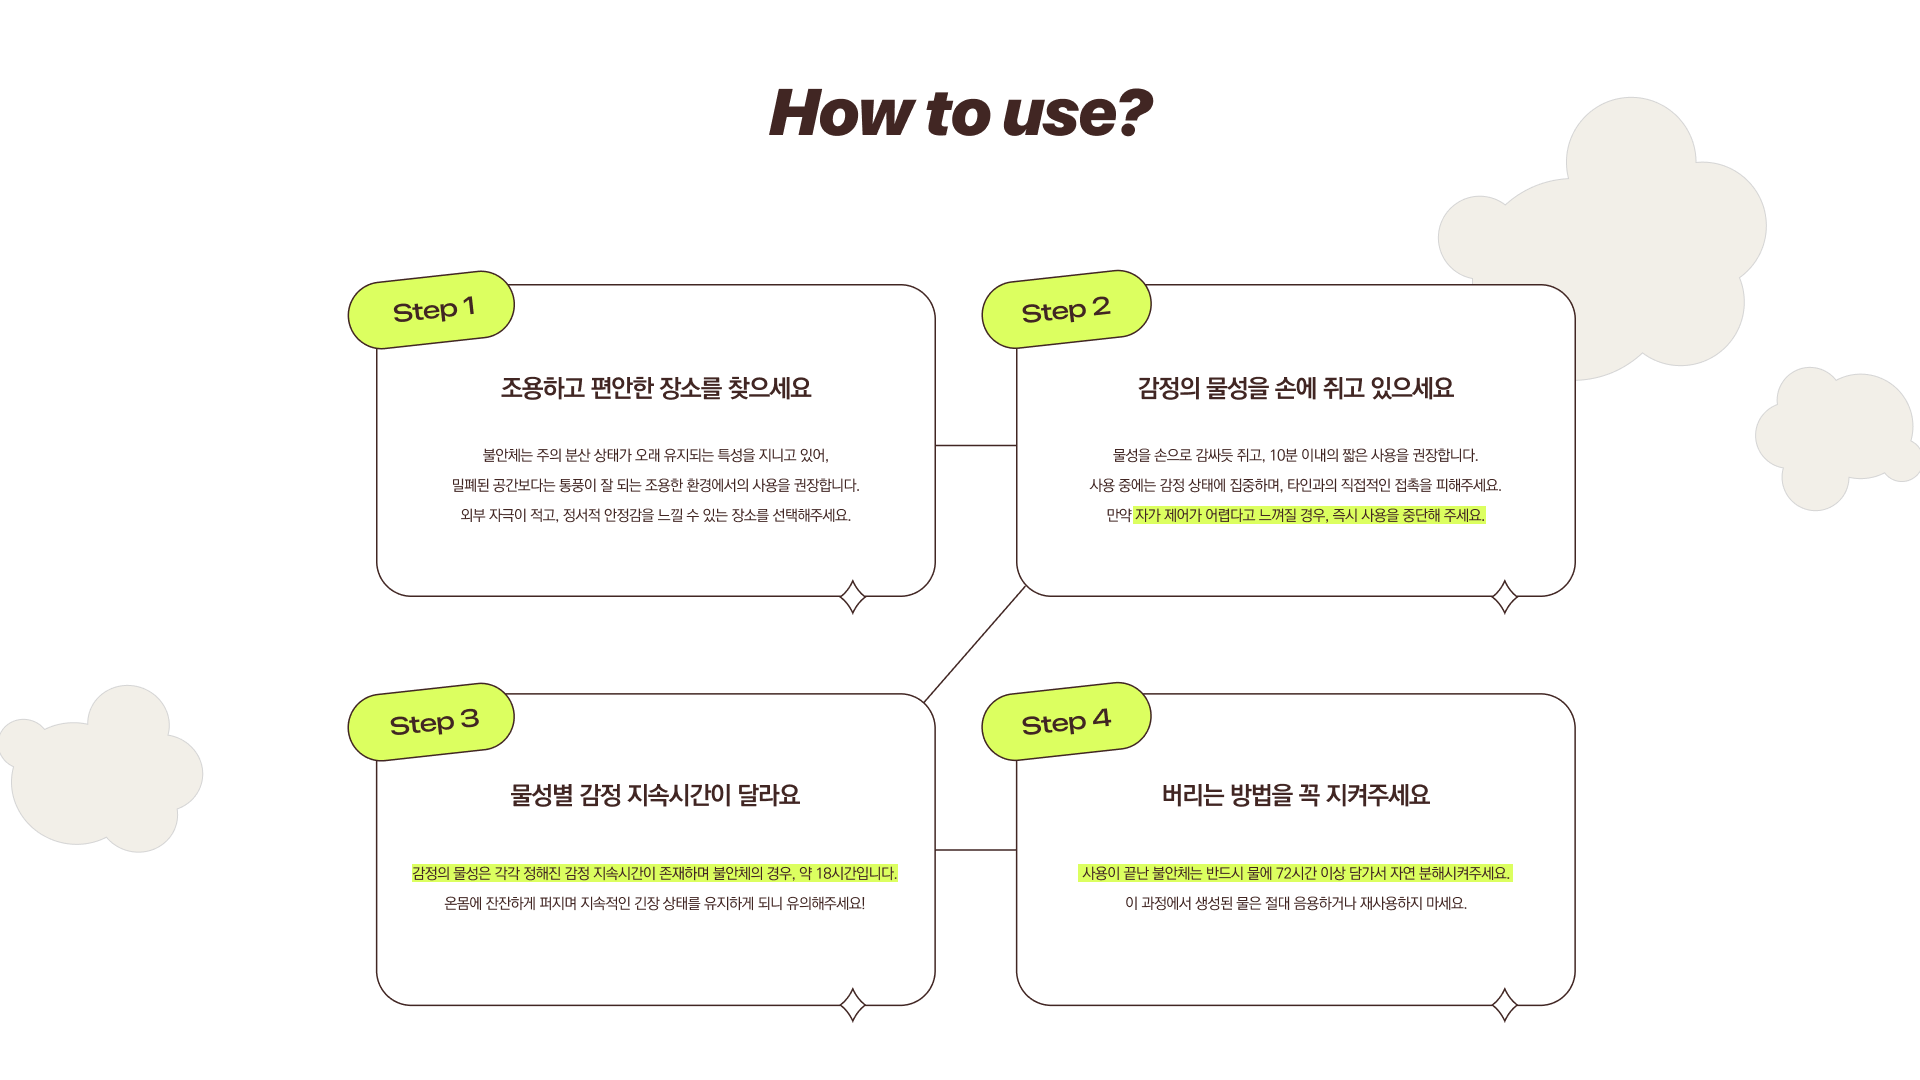 How to use?
Step 1
조용하고 편안한 장소를 찾으세요
불안체는 주의 분산 상태가 오래 유지되는 특성을 지니고 있어,
밀폐된 공간보다는 통풍이 잘 되는 조용한 환경에서의 사용을 권장합니다.
외부 자극이 적고, 정서적 안정감을 느낄 수 있는 장소를 선택해주세요.
Step 2
감정의 물성을 손에 쥐고 있으세요
물성을 손으로 감싸듯 쥐고, 10분 이내의 짧은 사용을 권장합니다.
사용 중에는 감정 상태에 집중하며, 타인과의 직접적인 접촉을 피해주세요.
만약 자가 제어가 어렵다고 느껴질 경우, 즉시 사용을 중단해 주세요.
Step 3
물성별 감정 지속시간이 달라요
감정의 물성은 각각 정해진 감정 지속시간이 존재하며 불안체의 경우, 약 18시간입니다.
온몸에 잔잔하게 퍼지며 지속적인 긴장 상태를 유지하게 되니 유의해주세요!
Step 4
버리는 방법을 꼭 지켜주세요
사용이 끝난 불안체는 반드시 물에 72시간 이상 담가서 자연 분해시켜주세요.
이 과정에서 생성된 물은 절대 음용하거나 재사용하지 마세요.